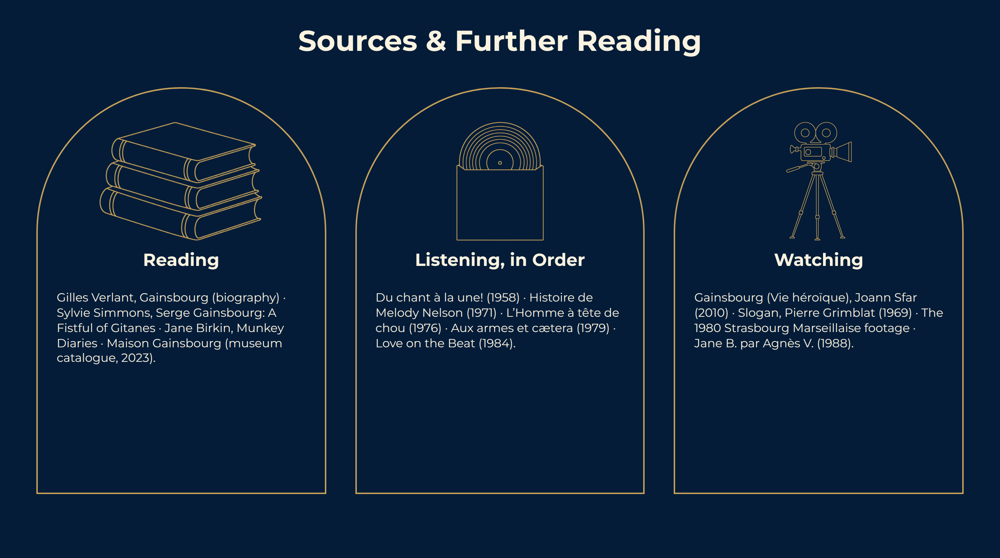 Sources & Further Reading
Reading
Gilles Verlant, Gainsbourg (biography) ·
Sylvie Simmons, Serge Gainsbourg: A
Fistful of Gitanes · Jane Birkin, Munkey
Diaries · Maison Gainsbourg (museum
catalogue, 2023).
Listening, in Order
Du chant à la une! (1958) · Histoire de
Melody Nelson (1971) · L’Homme à tête de
chou (1976) · Aux armes et cætera (1979) ·
Love on the Beat (1984).
Watching
Gainsbourg (Vie héroïque), Joann Sfar
(2010) · Slogan, Pierre Grimblat (1969) · The
1980 Strasbourg Marseillaise footage ·
Jane B. par Agnès V. (1988).